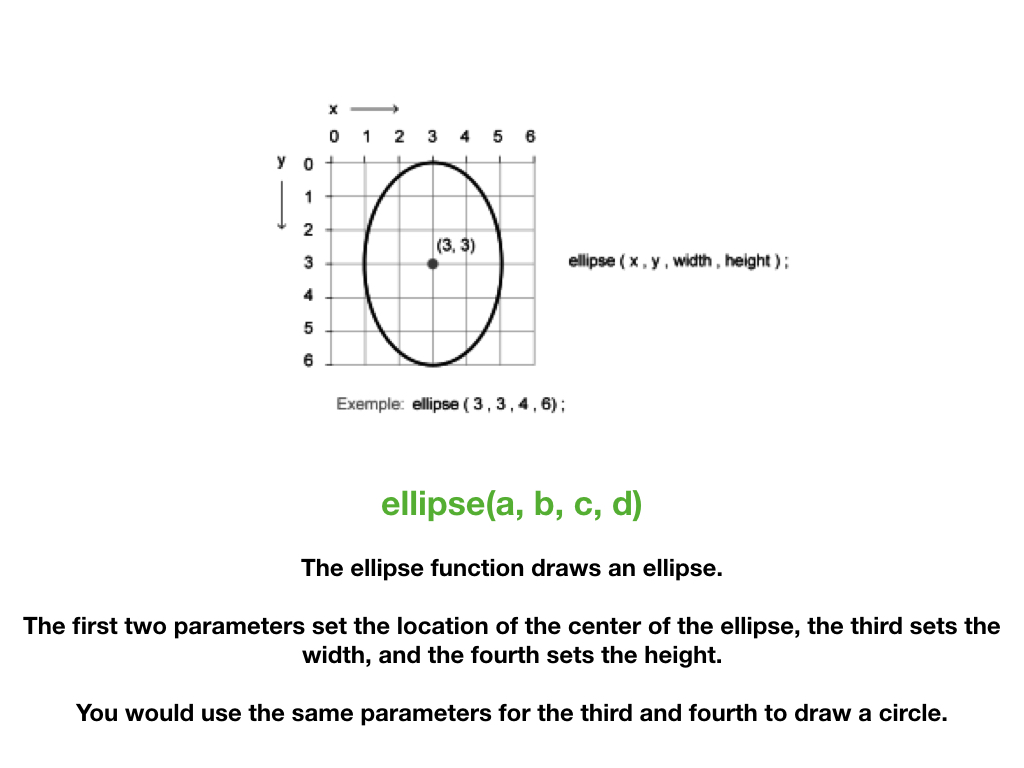 x
0 1 2 3 4 5 6
y 0
1
2
(3, 3)
3
ellipse ( x , y , width , height ) ;
4
5
6
Exemple: ellipse ( 3 , 3 , 4 , 6) ;
ellipse(a, b, c, d)
The ellipse function draws an ellipse.
The first two parameters set the location of the center of the ellipse, the third sets the
width, and the fourth sets the height.
You would use the same parameters for the third and fourth to draw a circle.